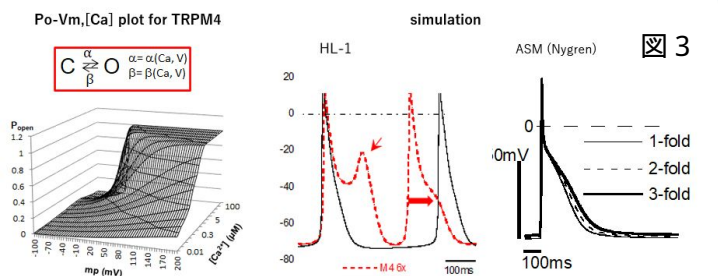 Po-Vm,[Ca] plot for TRPM4
C α β O α= α(Ca, V)
β= β(Ca, V)
Popen
1.2
1
0.8
0.6
0.4
0.2
0
-100 -70 -40 -10 20 50 80 110 140 170 200
mp (mV)
0.01 0.23 5 100
[Ca²⁺] (μM)
simulation
HL-1
20
0
-20
-40
-60
-80
M4 6x
100ms
ASM (Nygren)
図 3
0
50mV
1-fold
2-fold
3-fold
100ms